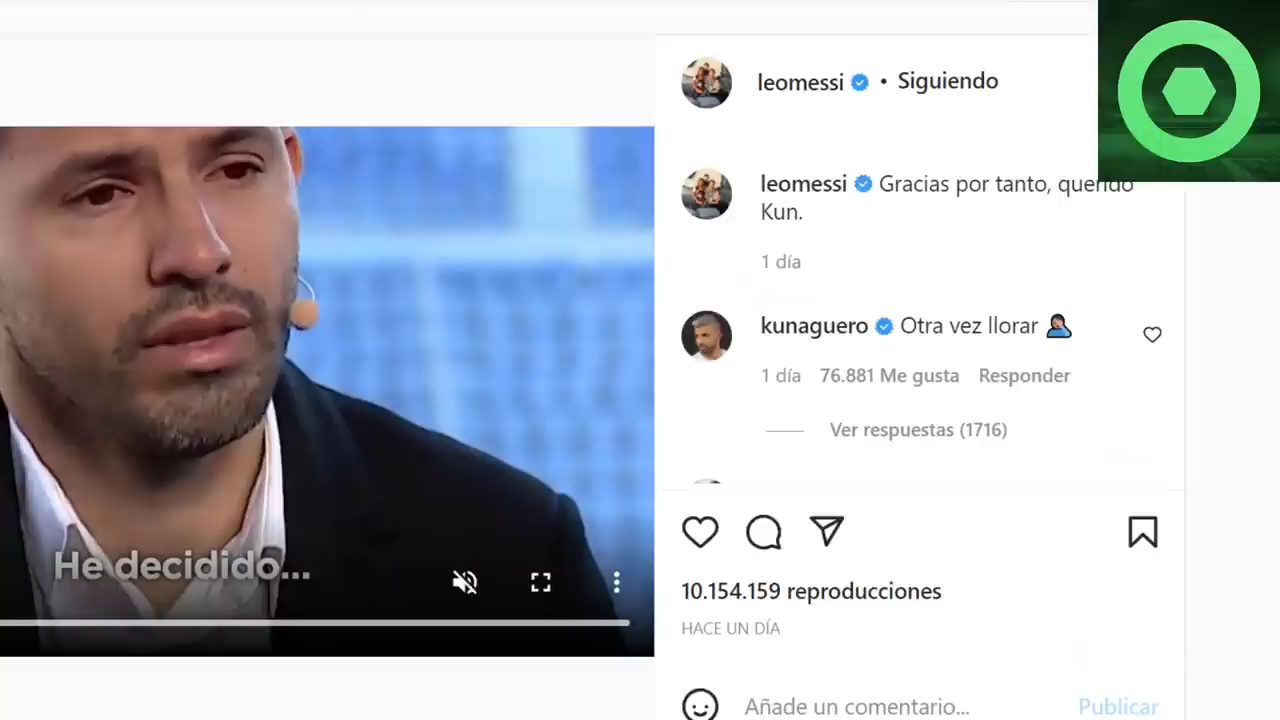 leomessi • Siguiendo
leomessi Gracias por tanto, querido
Kun.
1 día
kunaguero Otra vez llorar
1 día 76.881 Me gusta Responder
Ver respuestas (1716)
He decidido...
10.154.159 reproducciones
HACE UN DÍA
Añade un comentario... Publicar